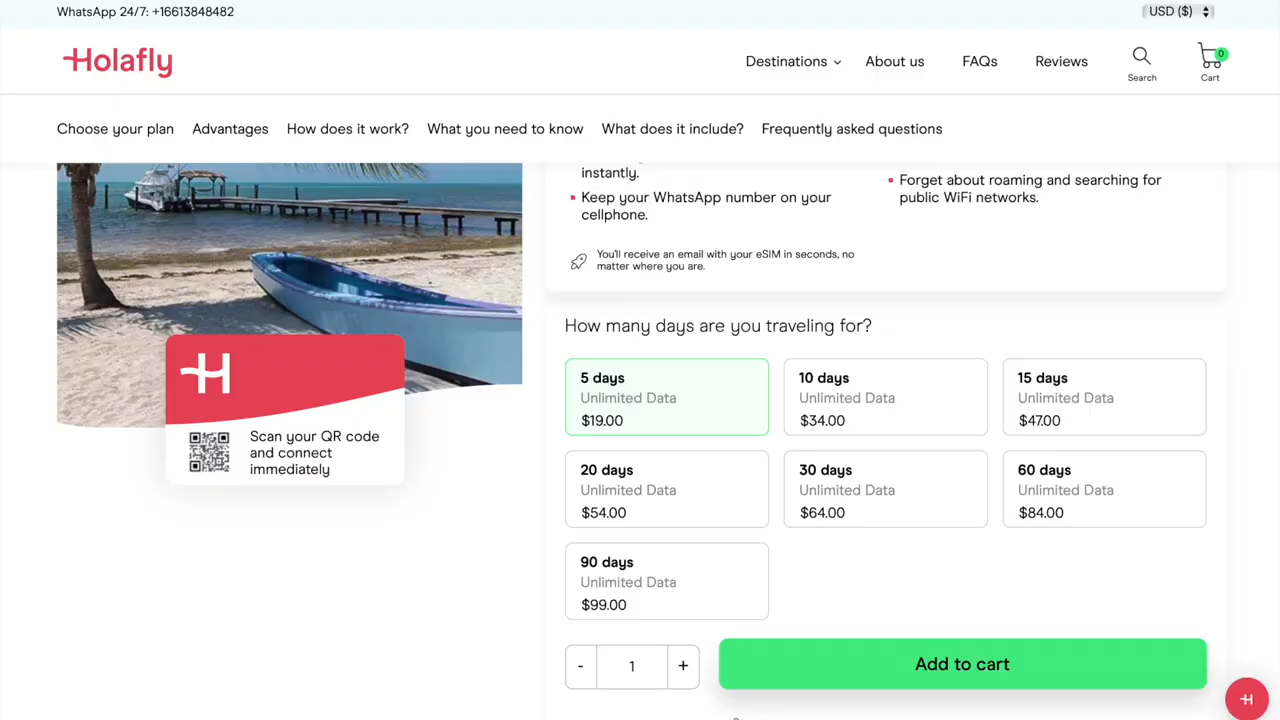 WhatsApp 24/7: +16613848482
USD ($)
Holafly
Destinations
About us
FAQs
Reviews
Search
0
Cart
Choose your plan
Advantages
How does it work?
What you need to know
What does it include?
Frequently asked questions
instantly.
Keep your WhatsApp number on your
cellphone.
Forget about roaming and searching for
public WiFi networks.
You'll receive an email with your eSIM in seconds, no
matter where you are.
H
Scan your QR code
and connect
immediately
How many days are you traveling for?
5 days
Unlimited Data
$19.00
10 days
Unlimited Data
$34.00
15 days
Unlimited Data
$47.00
20 days
Unlimited Data
$54.00
30 days
Unlimited Data
$64.00
60 days
Unlimited Data
$84.00
90 days
Unlimited Data
$99.00
-
1
+
Add to cart
H